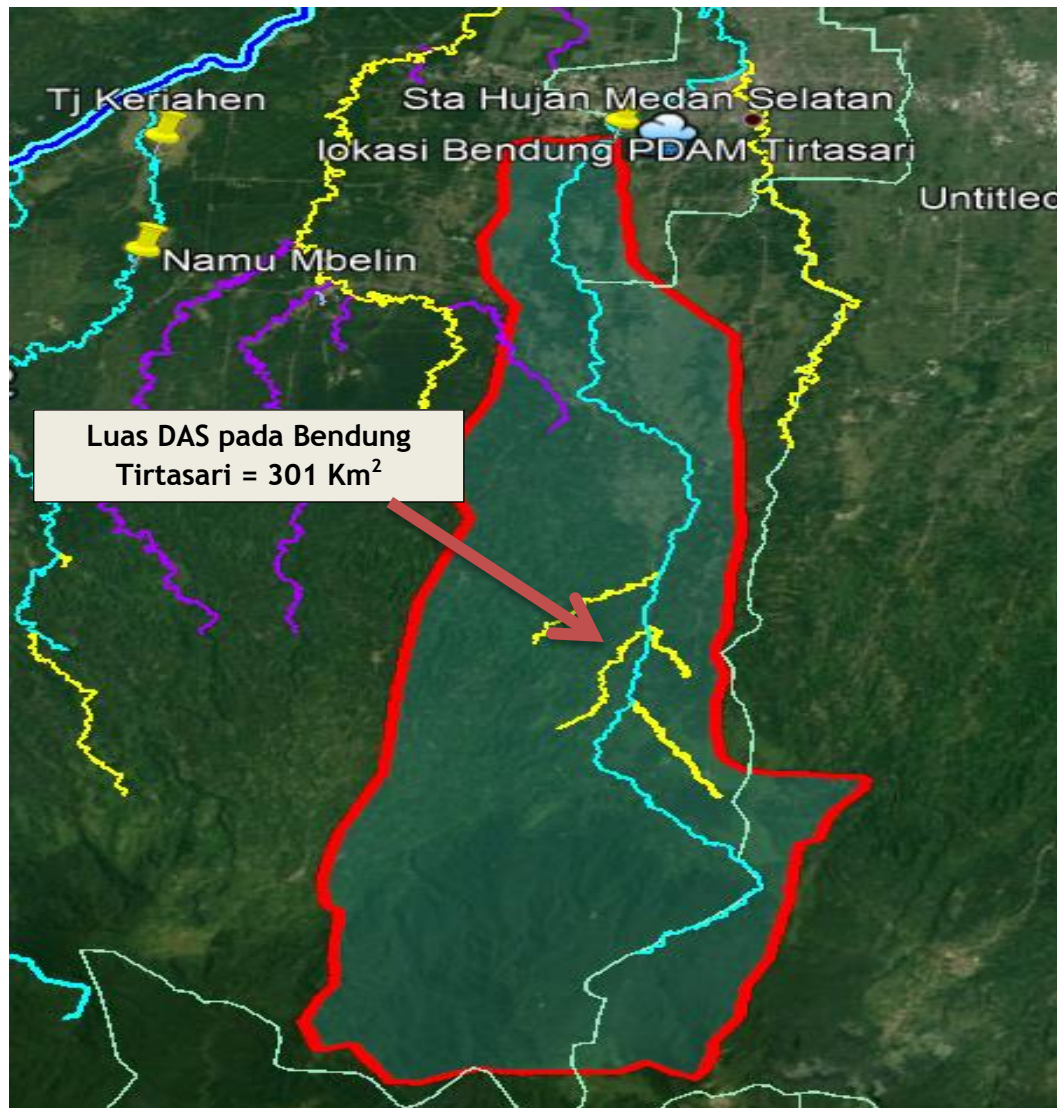 Tj Keriahen
Sta Hujan Medan Selatan
lokasi Bendung PDAM Tirtasari
Untitled
Namu Mbelin
Luas DAS pada Bendung
Tirtasari = 301 Km²